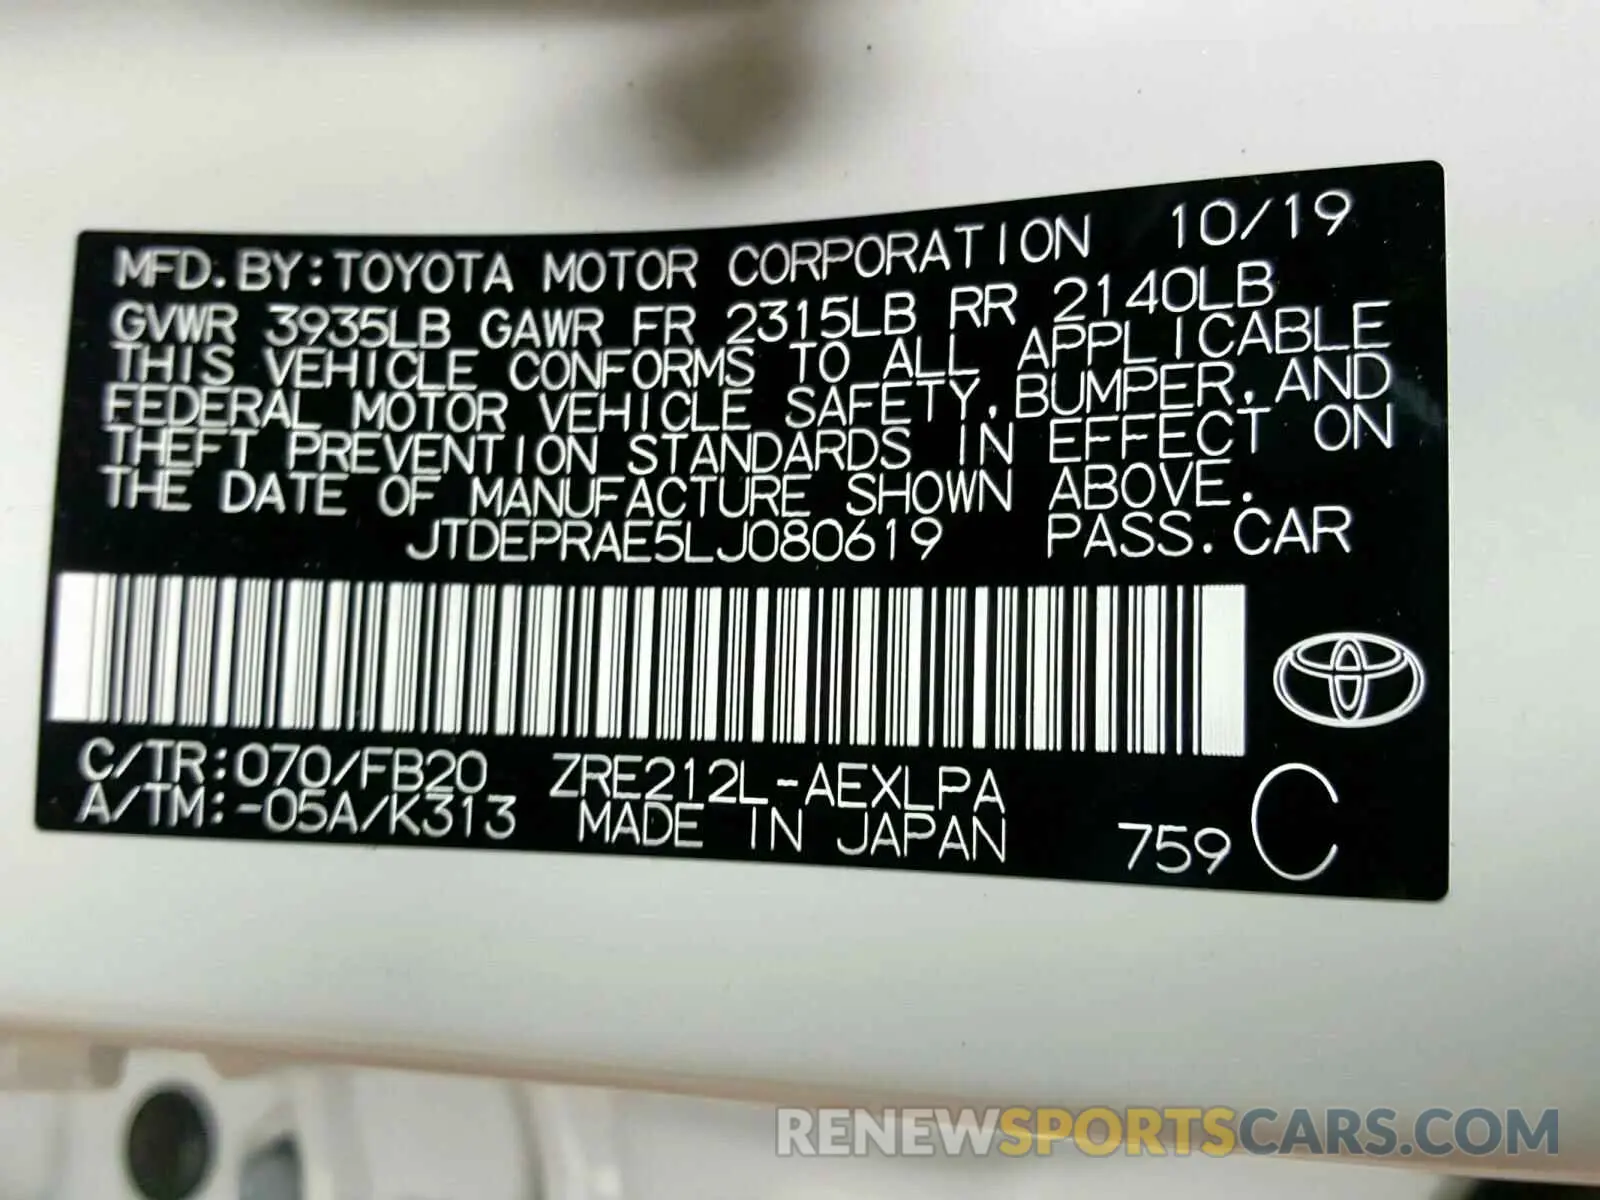 MFD.BY:TOYOTA MOTOR CORPORATION 10/19
GVWR 3935LB GAWR FR 2315LB RR 2140LB
THIS VEHICLE CONFORMS TO ALL APPLICABLE
FEDERAL MOTOR VEHICLE SAFETY,BUMPER,AND
THEFT PREVENTION STANDARDS IN EFFECT ON
THE DATE OF MANUFACTURE SHOWN ABOVE.
JTDEPRAE5LJ080619 PASS.CAR
C/TR:070/FB20 ZRE212L-AEXLPA
A/TM:-05A/K313 MADE IN JAPAN 759 C
RENEWSPORTSCARS.COM